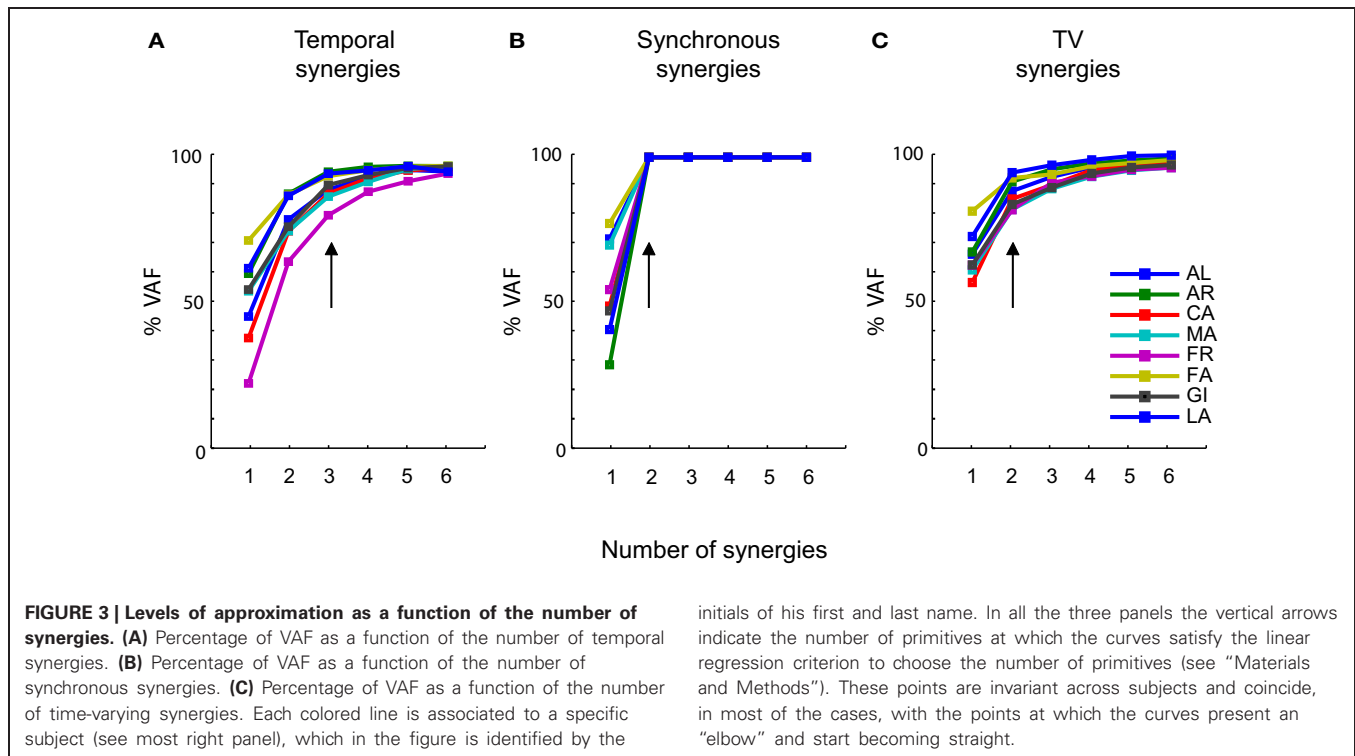 A
Temporal
synergies
B
Synchronous
synergies
C
TV
synergies
% VAF
100
50
0
1 2 3 4 5 6
% VAF
100
50
0
1 2 3 4 5 6
% VAF
100
50
0
1 2 3 4 5 6
AL
AR
CA
MA
FR
FA
GI
LA
Number of synergies
FIGURE 3 | Levels of approximation as a function of the number of
synergies. (A) Percentage of VAF as a function of the number of temporal
synergies. (B) Percentage of VAF as a function of the number of
synchronous synergies. (C) Percentage of VAF as a function of the number
of time-varying synergies. Each colored line is associated to a specific
subject (see most right panel), which in the figure is identified by the
initials of his first and last name. In all the three panels the vertical arrows
indicate the number of primitives at which the curves satisfy the linear
regression criterion to choose the number of primitives (see “Materials
and Methods”). These points are invariant across subjects and coincide,
in most of the cases, with the points at which the curves present an
“elbow” and start becoming straight.